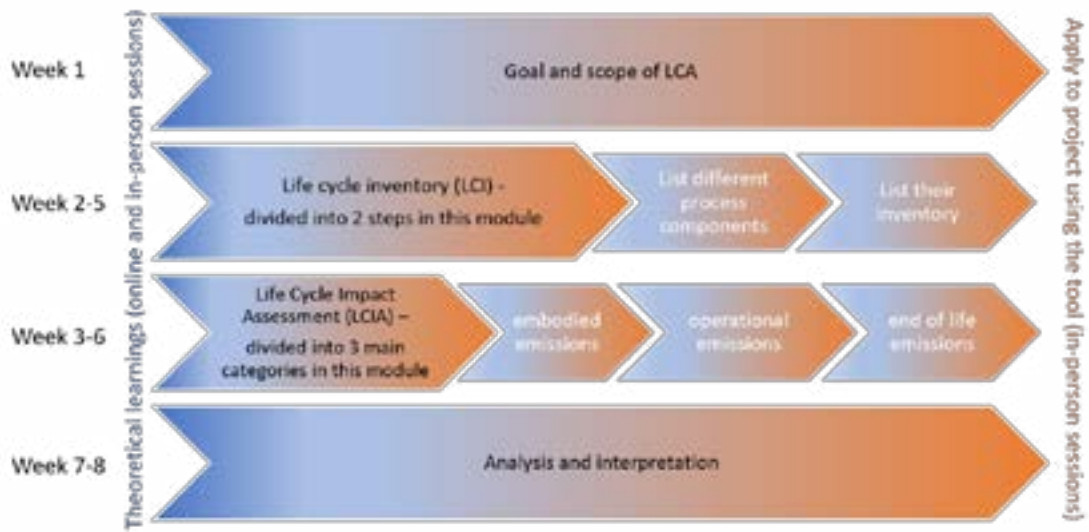 Theoretical learnings (online and in-person sessions)
Week 1
Goal and scope of LCA
Week 2-5
Life cycle inventory (LCI) -
divided into 2 steps in this module
List different
process
components
List their
inventory
Week 3-6
Life Cycle Impact
Assessment (LCIA) –
divided into 3 main
categories in this module
embodied
emissions
operational
emissions
end of life
emissions
Week 7-8
Analysis and interpretation
Apply to project using the tool (in-person sessions)